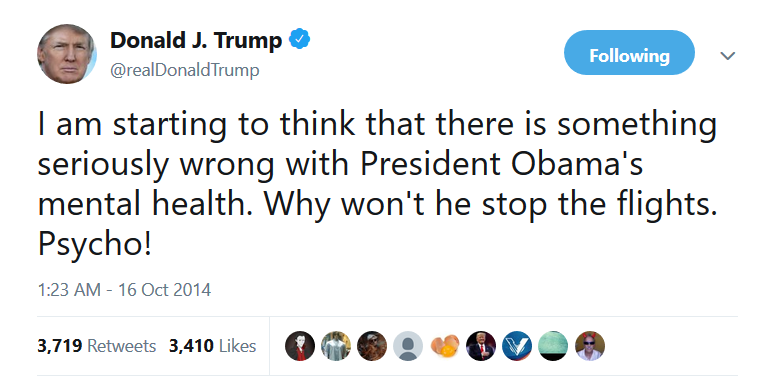 Donald J. Trump
@realDonaldTrump
Following
I am starting to think that there is something
seriously wrong with President Obama's
mental health. Why won't he stop the flights.
Psycho!
1:23 AM - 16 Oct 2014
3,719 Retweets 3,410 Likes